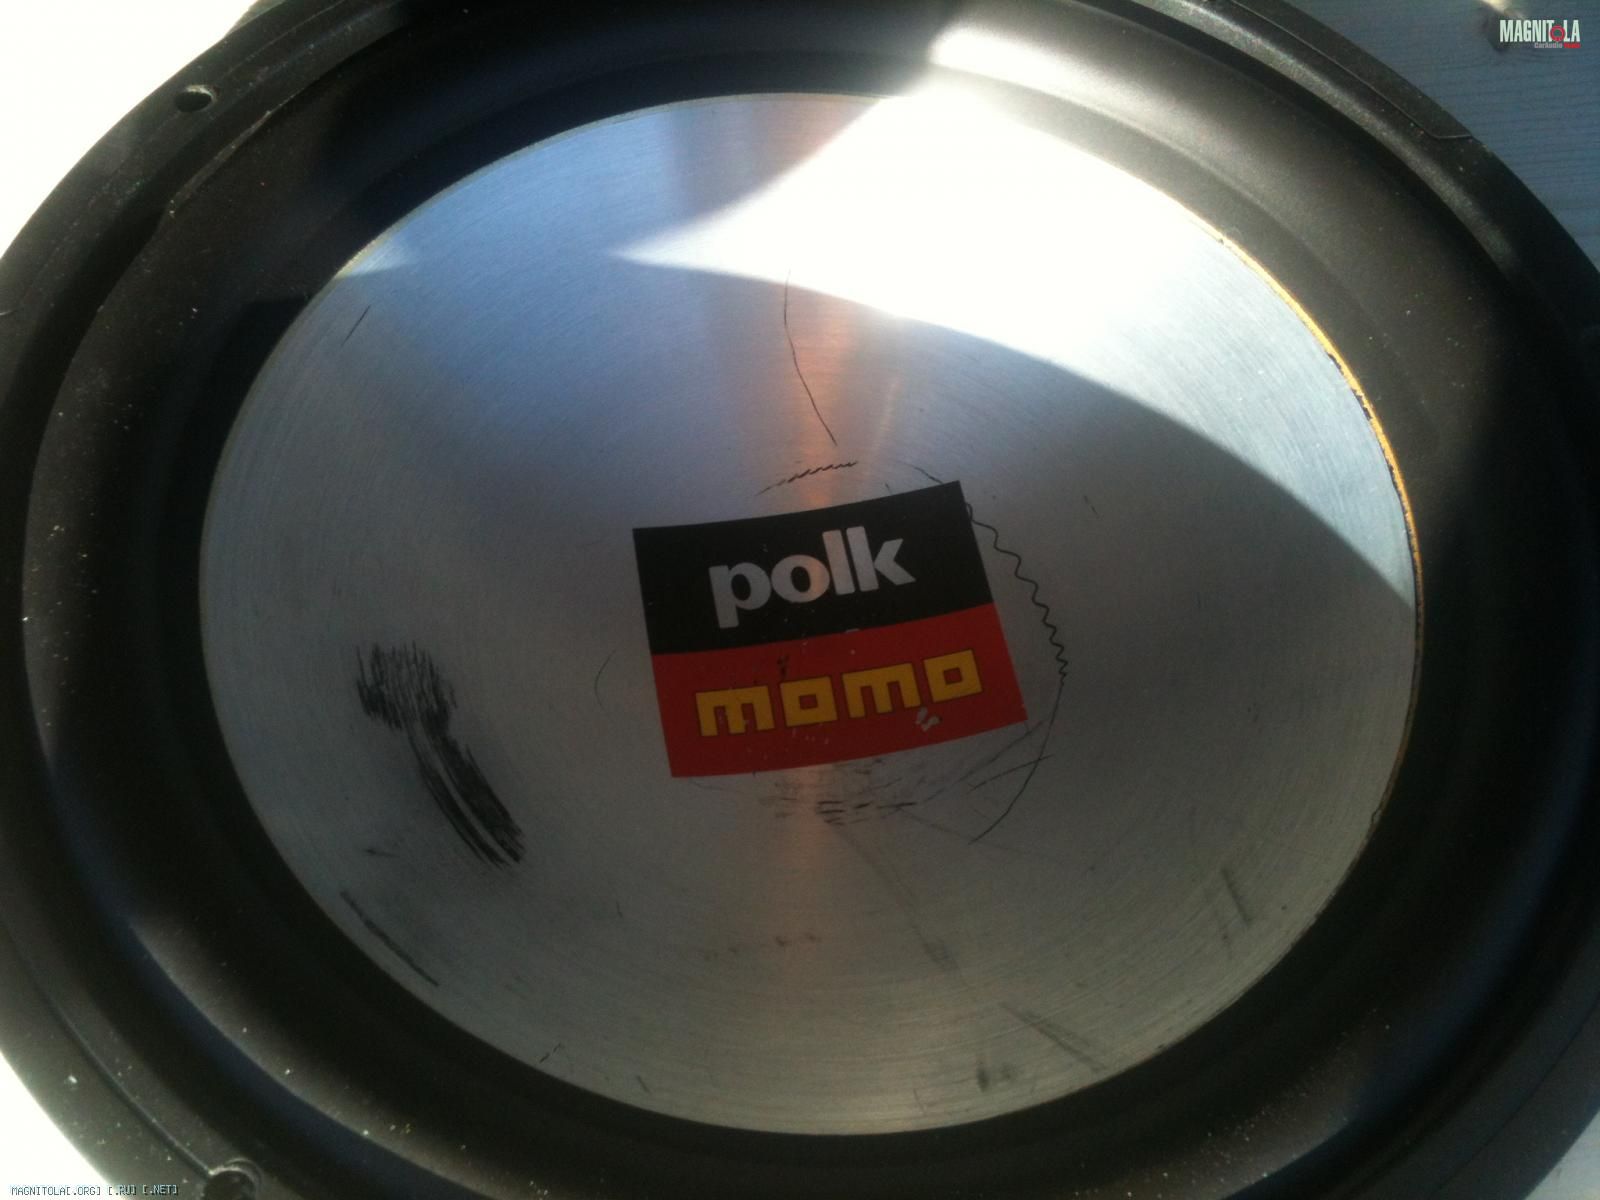 MAGNITOLA
polk
momo
MAGNITOLA[.ORG] [.RU] [.NET]